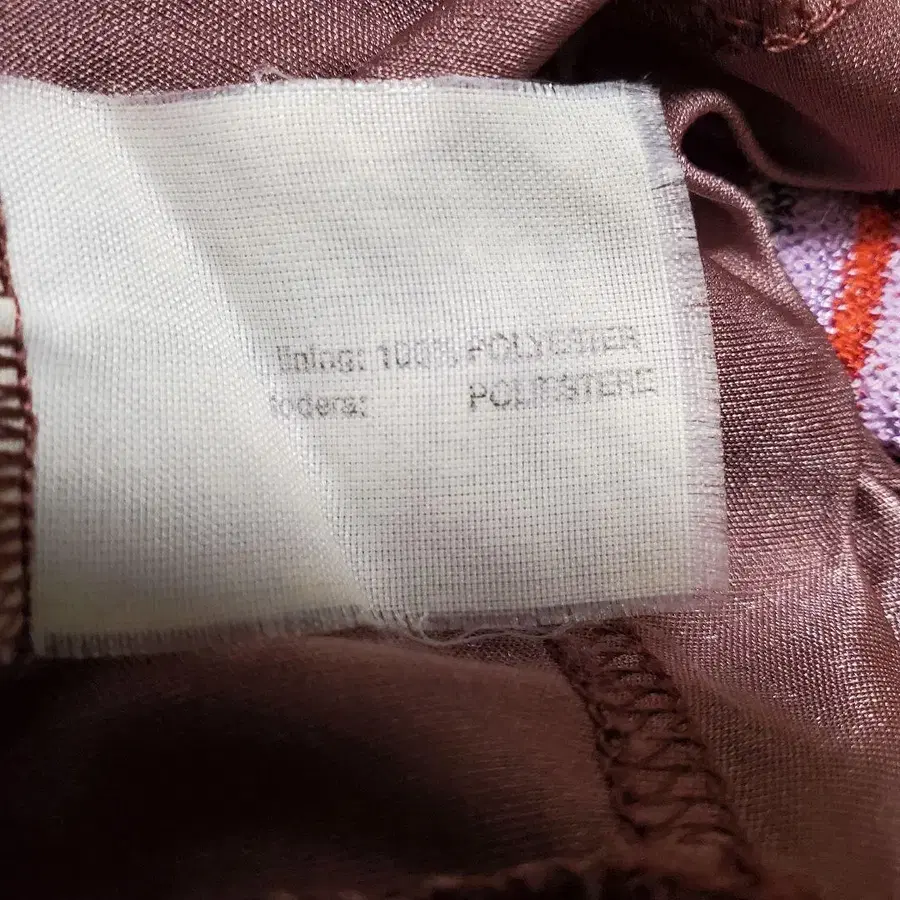 lining: 100% POLYESTER
fodera: POLIESTERE